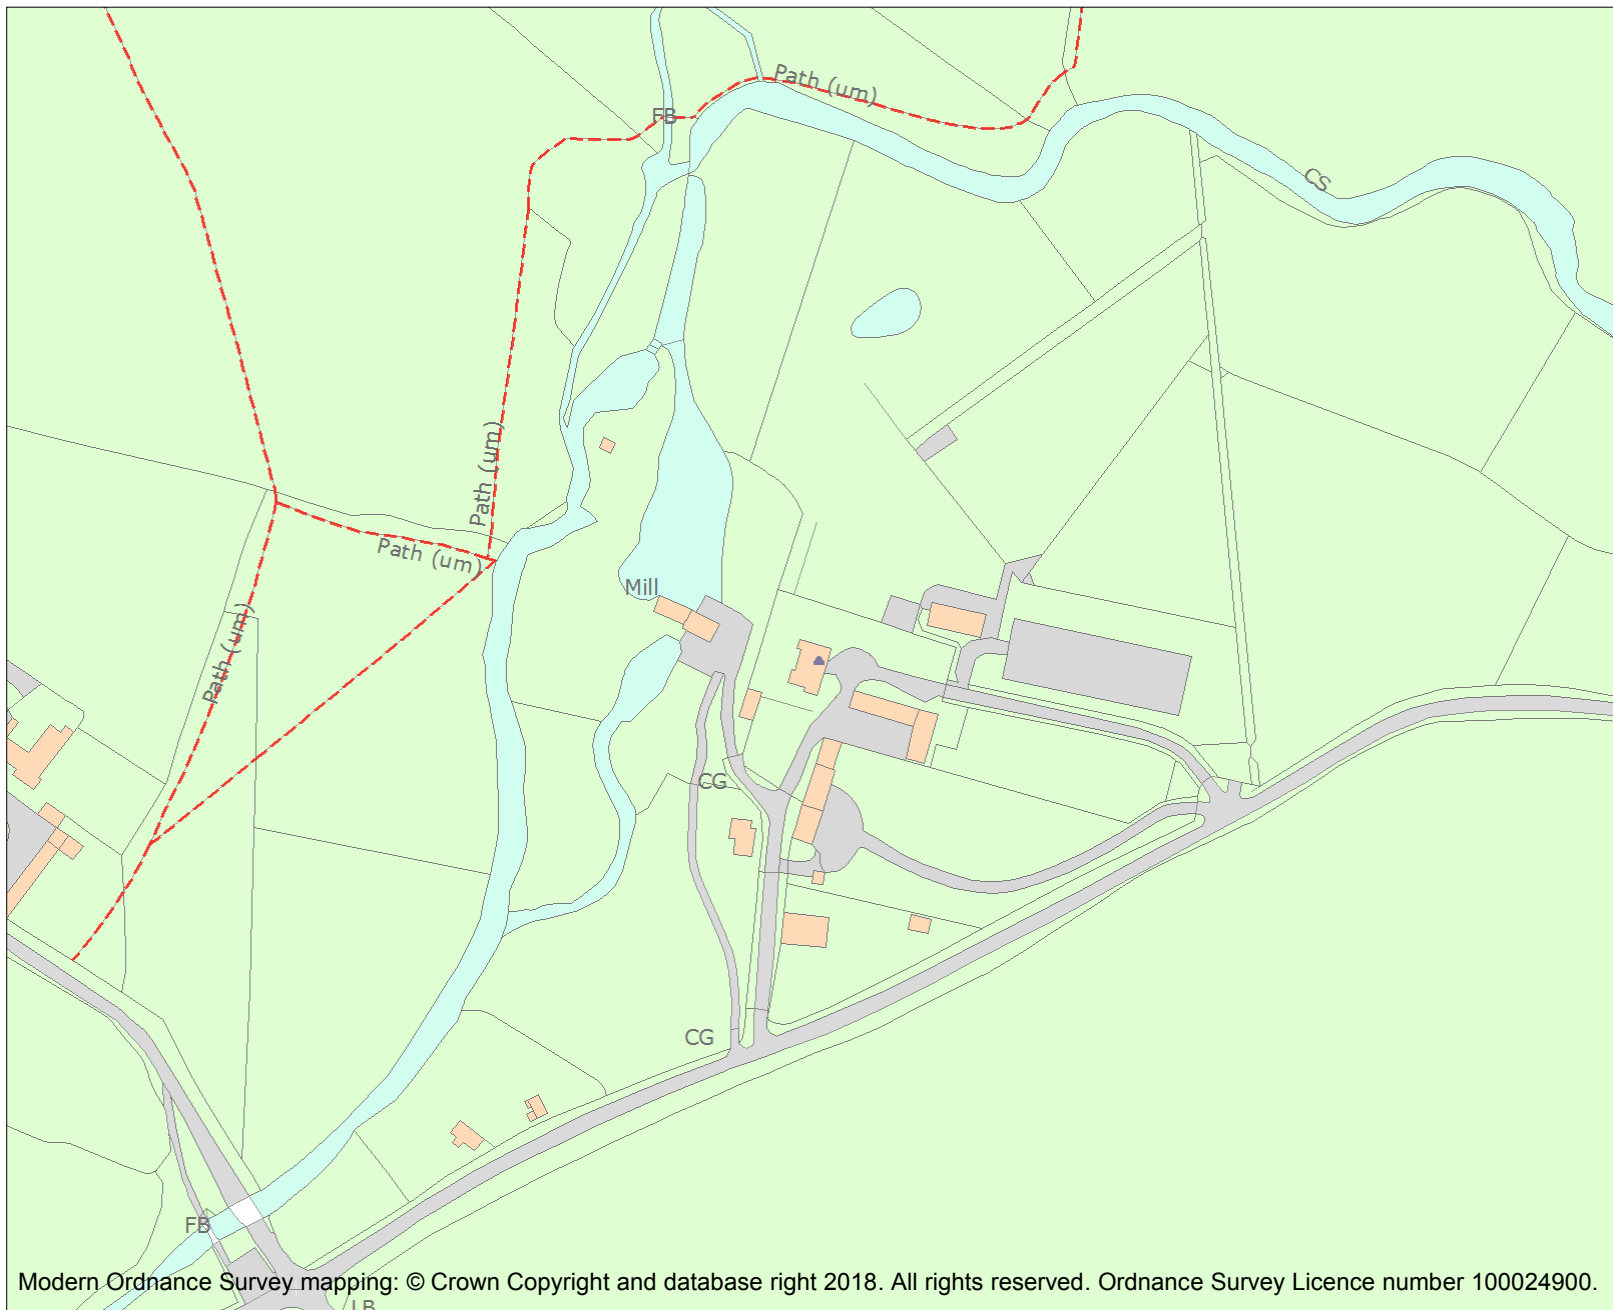 Path (um)
FB
CS
Path (um)
Path (um)
Mill
Path (um)
CG
CG
FB
Modern Ordnance Survey mapping: © Crown Copyright and database right 2018. All rights reserved. Ordnance Survey Licence number 100024900.
LB